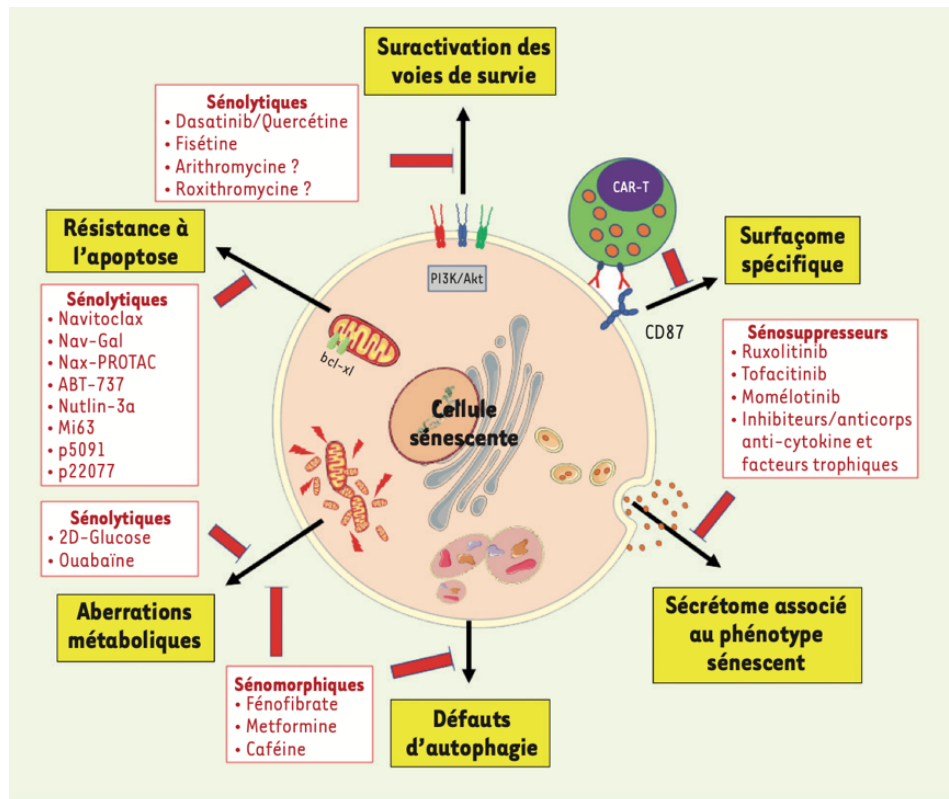 Suractivation des
voies de survie
Sénolytiques
• Dasatinib/Quercétine
• Fisétine
• Arithromycine ?
• Roxithromycine ?
CAR-T
Résistance à
l'apoptose
PI3K/Akt
Surfaçome
spécifique
CD87
Sénolytiques
• Navitoclax
• Nav-Gal
• Nax-PROTAC
• ABT-737
• Nutlin-3a
• Mi63
• p5091
• p22077
bcl-xl
Cellule
sénescente
Sénosuppresseurs
• Ruxolitinib
• Tofacitinib
• Momélotinib
• Inhibiteurs/anticorps
anti-cytokine et
facteurs trophiques
Sénolytiques
• 2D-Glucose
• Ouabaïne
Aberrations
métaboliques
Sécrétome associé
au phénotype
sénescent
Sénomorphiques
• Fénofibrate
• Metformine
• Caféine
Défauts
d'autophagie